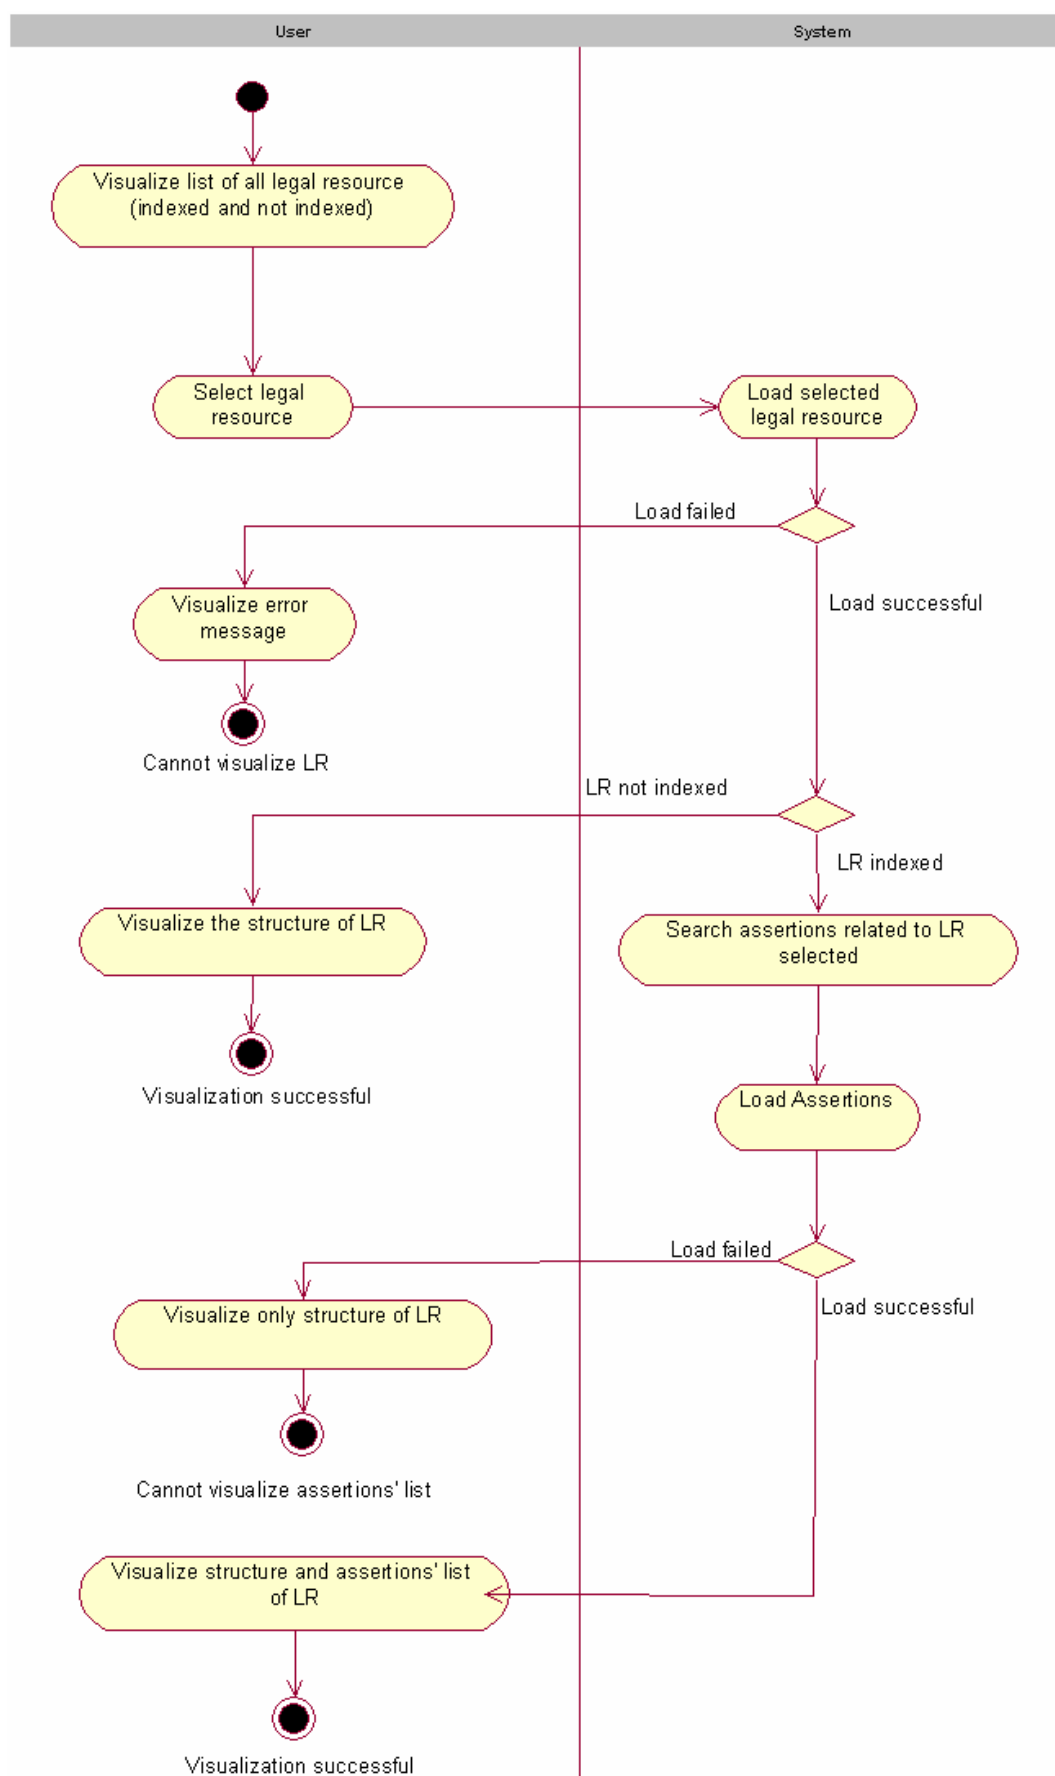 User
System
Visualize list of all legal resource
(indexed and not indexed)
Select legal
resource
Load selected
legal resource
Load failed
Load successful
Visualize error
message
Cannot visualize LR
LR not indexed
LR indexed
Visualize the structure of LR
Search assertions related to LR
selected
Visualization successful
Load Assertions
Load failed
Load successful
Visualize only structure of LR
Cannot visualize assertions' list
Visualize structure and assertions' list
of LR
Visualization successful